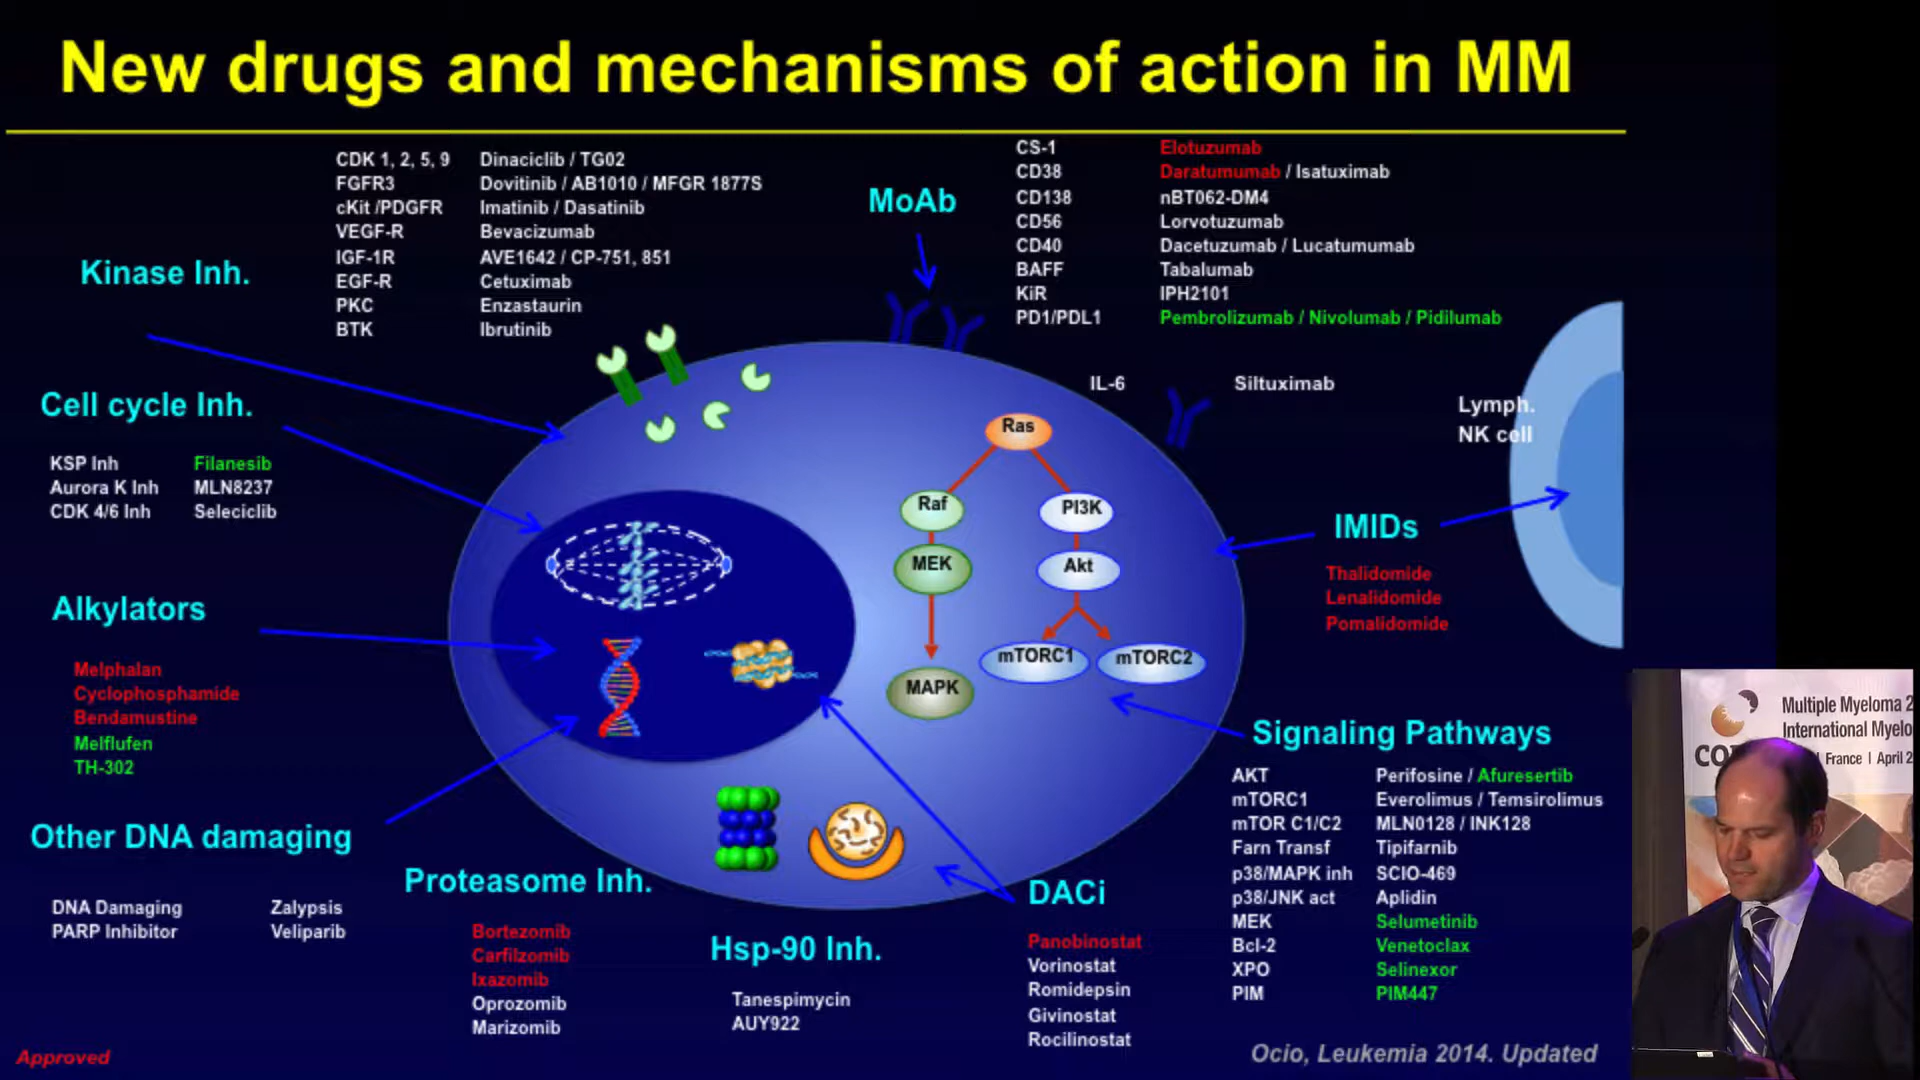 New drugs and mechanisms of action in MM
Kinase Inh.
CDK 1, 2, 5, 9 Dinaciclib / TG02
FGFR3 Dovitinib / AB1010 / MFGR 1877S
cKit /PDGFR Imatinib / Dasatinib
VEGF-R Bevacizumab
IGF-1R AVE1642 / CP-751, 851
EGF-R Cetuximab
PKC Enzastaurin
BTK Ibrutinib
MoAb
CS-1 Elotuzumab
CD38 Daratumumab / Isatuximab
CD138 nBT062-DM4
CD56 Lorvotuzumab
CD40 Dacetuzumab / Lucatumumab
BAFF Tabalumab
KiR IPH2101
PD1/PDL1 Pembrolizumab / Nivolumab / Pidilumab
IL-6 Siltuximab
Lymph.
NK cell
Cell cycle Inh.
KSP Inh Filanesib
Aurora K Inh MLN8237
CDK 4/6 Inh Seleciclib
Ras
Raf
PI3K
MEK
Akt
mTORC1
mTORC2
MAPK
IMIDs
Thalidomide
Lenalidomide
Pomalidomide
Alkylators
Melphalan
Cyclophosphamide
Bendamustine
Melflufen
TH-302
Signaling Pathways
AKT Perifosine / Afuresertib
mTORC1 Everolimus / Temsirolimus
mTOR C1/C2 MLN0128 / INK128
Farn Transf Tipifarnib
p38/MAPK inh SCIO-469
p38/JNK act Aplidin
MEK Selumetinib
Bcl-2 Venetoclax
XPO Selinexor
PIM PIM447
Other DNA damaging
DNA Damaging Zalypsis
PARP Inhibitor Veliparib
Proteasome Inh.
Bortezomib
Carfilzomib
Ixazomib
Oprozomib
Marizomib
Hsp-90 Inh.
Tanespimycin
AUY922
DACi
Panobinostat
Vorinostat
Romidepsin
Givinostat
Rocilinostat
Approved
Ocio, Leukemia 2014. Updated
Multiple Myeloma 2
International Myelo
France | April 2